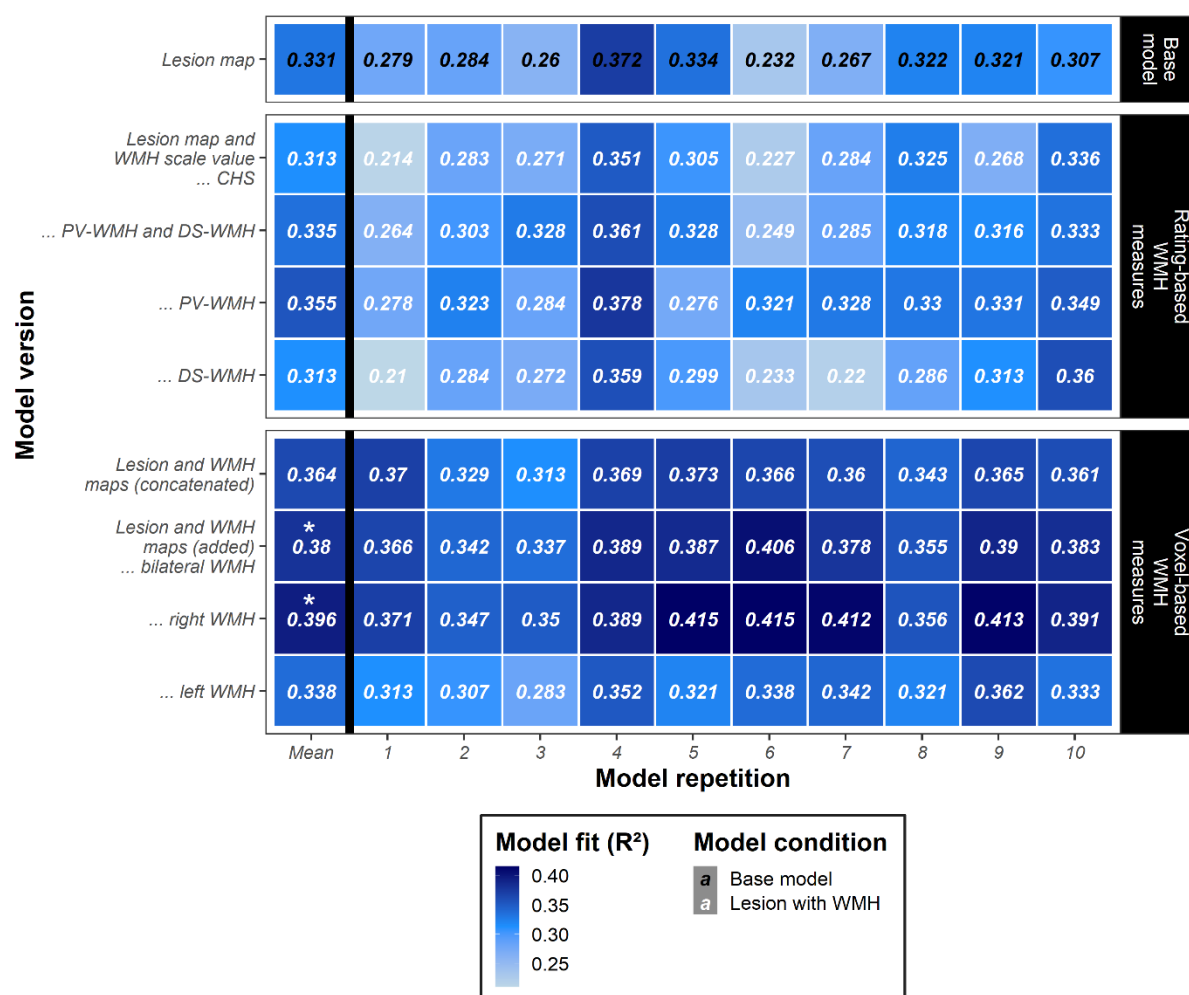 Model version
Lesion map
0.331 0.279 0.284 0.26 0.372 0.334 0.232 0.267 0.322 0.321 0.307
Base
model
Lesion map and
WMH scale value
... CHS
0.313 0.214 0.283 0.271 0.351 0.305 0.227 0.284 0.325 0.268 0.336
... PV-WMH and DS-WMH
0.335 0.264 0.303 0.328 0.361 0.328 0.249 0.285 0.318 0.316 0.333
... PV-WMH
0.355 0.278 0.323 0.284 0.378 0.276 0.321 0.328 0.33 0.331 0.349
... DS-WMH
0.313 0.21 0.284 0.272 0.359 0.299 0.233 0.22 0.286 0.313 0.36
Rating-based
WMH
measures
Lesion and WMH
maps (concatenated)
0.364 0.37 0.329 0.313 0.369 0.373 0.366 0.36 0.343 0.365 0.361
Lesion and WMH
maps (added)
... bilateral WMH
*
0.38 0.366 0.342 0.337 0.389 0.387 0.406 0.378 0.355 0.39 0.383
... right WMH
*
0.396 0.371 0.347 0.35 0.389 0.415 0.415 0.412 0.356 0.413 0.391
... left WMH
0.338 0.313 0.307 0.283 0.352 0.321 0.338 0.342 0.321 0.362 0.333
Voxel-based
WMH
measures
Mean 1 2 3 4 5 6 7 8 9 10
Model repetition
Model fit (R²)
0.40
0.35
0.30
0.25
Model condition
a Base model
a Lesion with WMH